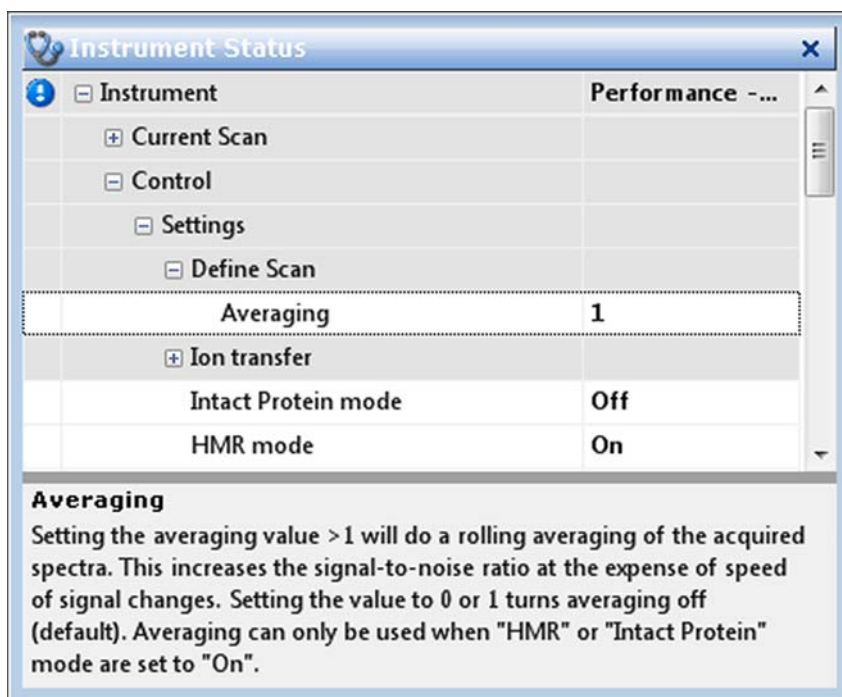 Instrument Status
Instrument Performance -...
Current Scan
Control
Settings
Define Scan
Averaging 1
Ion transfer
Intact Protein mode Off
HMR mode On
Averaging
Setting the averaging value >1 will do a rolling averaging of the acquired
spectra. This increases the signal-to-noise ratio at the expense of speed
of signal changes. Setting the value to 0 or 1 turns averaging off
(default). Averaging can only be used when "HMR" or "Intact Protein"
mode are set to "On".